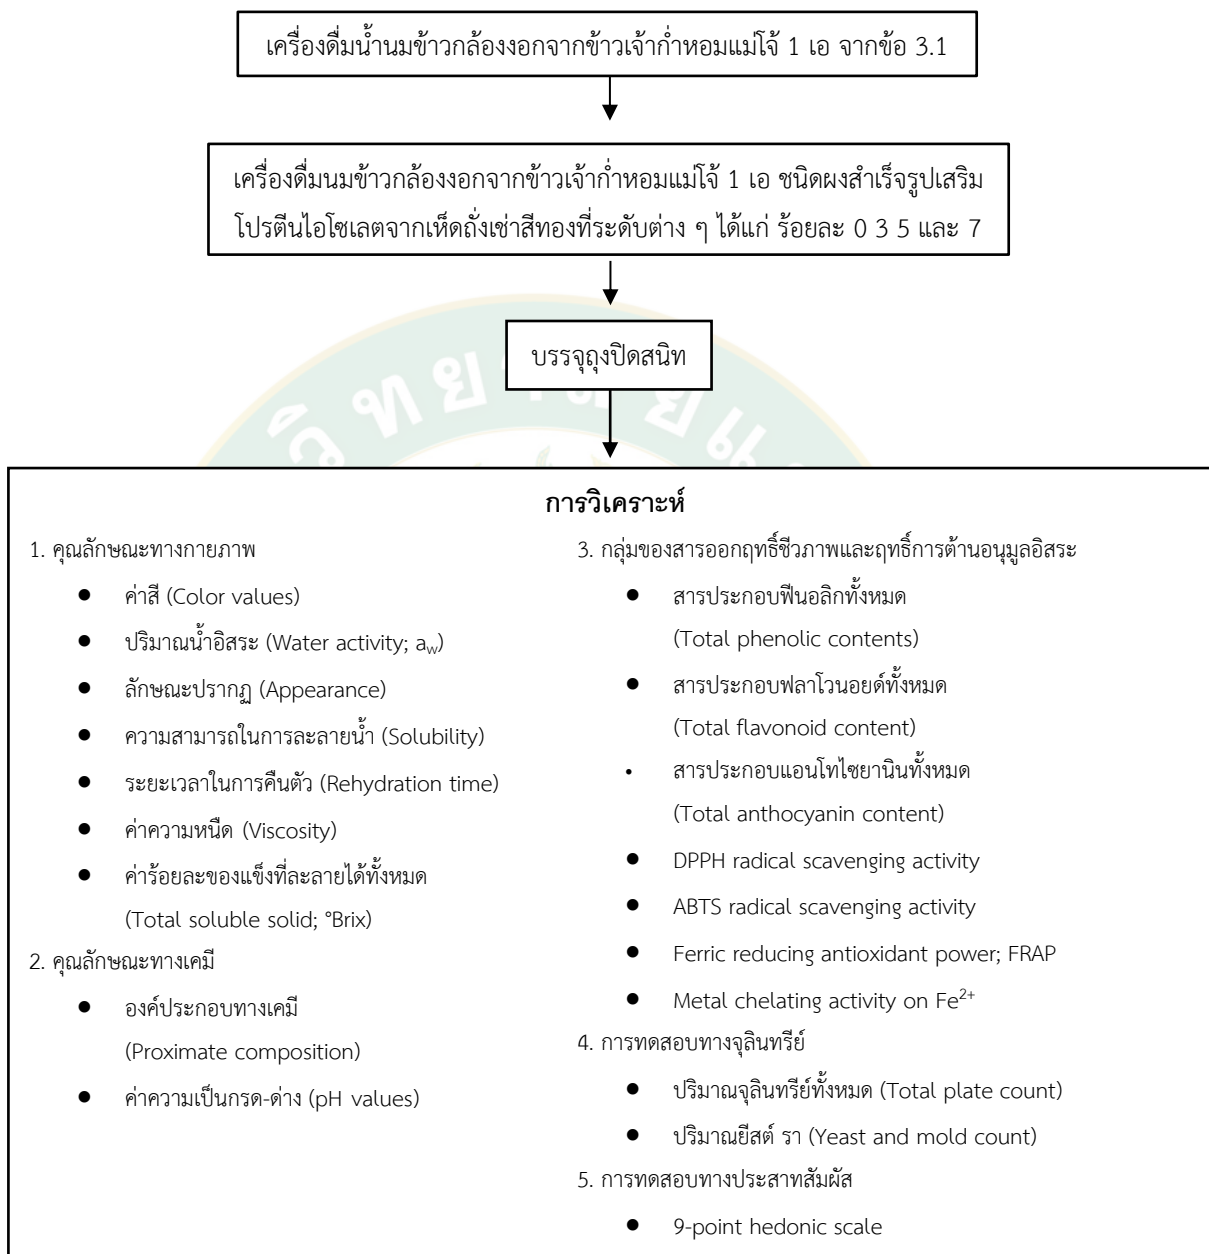 เครื่องดื่มน้ำนมข้าวกล้องงอกจากข้าวเจ้าก่ำหอมแม่โจ้ 1 เอ จากข้อ 3.1
เครื่องดื่มนมข้าวกล้องงอกจากข้าวเจ้าก่ำหอมแม่โจ้ 1 เอ ชนิดผงสำเร็จรูปเสริม
โปรตีนไอโซเลตจากเห็ดถั่งเช่าสีทองที่ระดับต่าง ๆ ได้แก่ ร้อยละ 0 3 5 และ 7
บรรจุถุงปิดสนิท
การวิเคราะห์
1. คุณลักษณะทางกายภาพ
● ค่าสี (Color values)
● ปริมาณน้ำอิสระ (Water activity; a_w)
● ลักษณะปรากฏ (Appearance)
● ความสามารถในการละลายน้ำ (Solubility)
● ระยะเวลาในการคืนตัว (Rehydration time)
● ค่าความหนืด (Viscosity)
● ค่าร้อยละของแข็งที่ละลายได้ทั้งหมด
(Total soluble solid; °Brix)
2. คุณลักษณะทางเคมี
● องค์ประกอบทางเคมี
(Proximate composition)
● ค่าความเป็นกรด-ด่าง (pH values)
3. กลุ่มของสารออกฤทธิ์ชีวภาพและฤทธิ์การต้านอนุมูลอิสระ
● สารประกอบฟีนอลิกทั้งหมด
(Total phenolic contents)
● สารประกอบฟลาโวนอยด์ทั้งหมด
(Total flavonoid content)
• สารประกอบแอนโทไซยานินทั้งหมด
(Total anthocyanin content)
● DPPH radical scavenging activity
● ABTS radical scavenging activity
● Ferric reducing antioxidant power; FRAP
● Metal chelating activity on Fe²⁺
4. การทดสอบทางจุลินทรีย์
● ปริมาณจุลินทรีย์ทั้งหมด (Total plate count)
● ปริมาณยีสต์ รา (Yeast and mold count)
5. การทดสอบทางประสาทสัมผัส
● 9-point hedonic scale